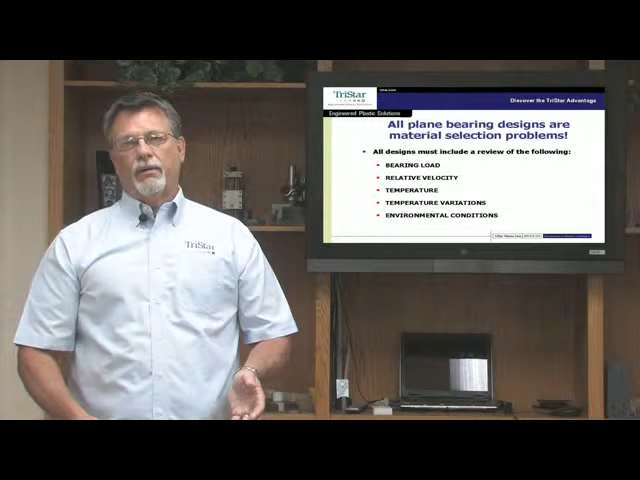 TriStar
Discover the TriStar Advantage
Engineered Plastic Solutions
All plane bearing designs are
material selection problems!
• All designs must include a review of the following:
• BEARING LOAD
• RELATIVE VELOCITY
• TEMPERATURE
• TEMPERATURE VARIATIONS
• ENVIRONMENTAL CONDITIONS
TriStar